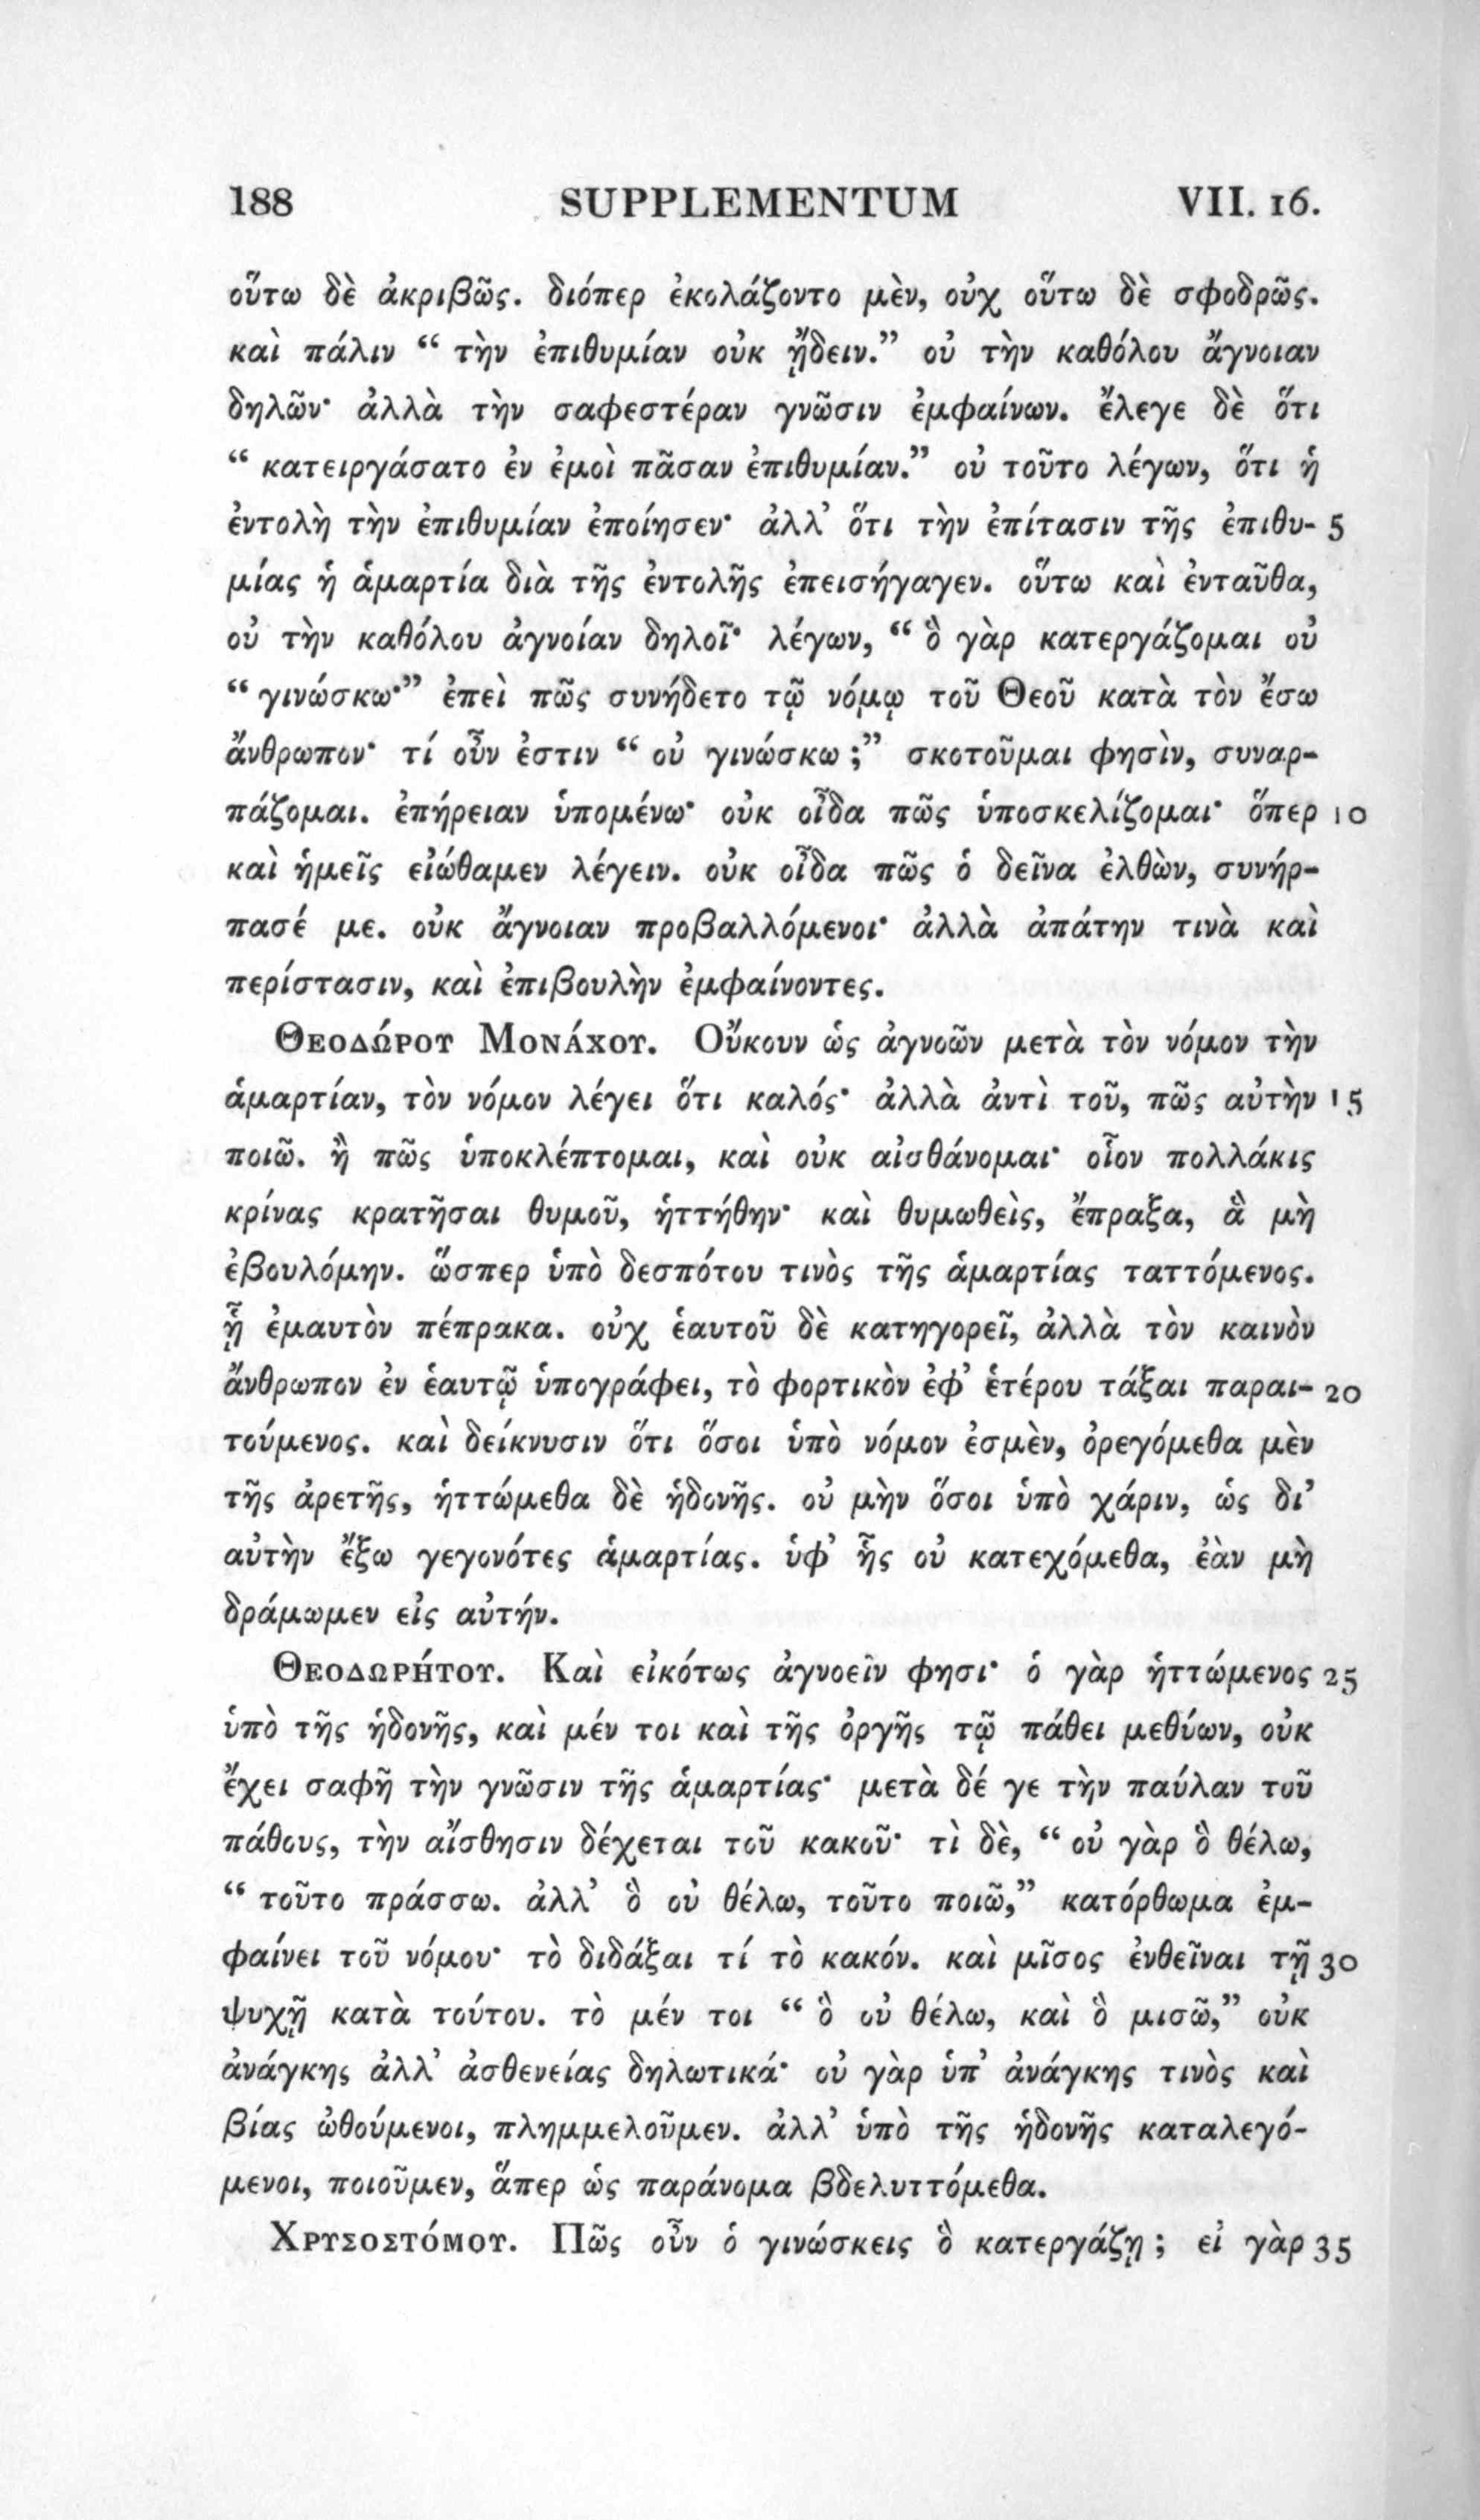 188 SUPPLEMENTUM VII. 16.
οὕτω δὲ ἀκριβῶς. διόπερ ἐκολάζοντο μὲν, οὐχ οὕτω δὲ σφοδρῶς.
καὶ πάλιν “ τὴν ἐπιθυμίαν οὐκ ᾔδειν.” οὐ τὴν καθόλου ἄγνοιαν
δηλῶν· ἀλλὰ τὴν σαφεστέραν γνῶσιν ἐμφαίνων. ἔλεγε δὲ ὅτι
“ κατειργάσατο ἐν ἐμοὶ πᾶσαν ἐπιθυμίαν.” οὐ τοῦτο λέγων, ὅτι ἡ
ἐντολὴ τὴν ἐπιθυμίαν ἐποίησεν· ἀλλ’ ὅτι τὴν ἐπίτασιν τῆς ἐπιθυ- 5
μίας ἡ ἁμαρτία διὰ τῆς ἐντολῆς ἐπεισήγαγεν. οὕτω καὶ ἐνταῦθα,
οὐ τὴν καθόλου ἀγνοίαν δηλοῖ· λέγων, “ ὃ γὰρ κατεργάζομαι οὐ
“ γινώσκω·” ἐπεὶ πῶς συνήδετο τῷ νόμῳ τοῦ Θεοῦ κατὰ τὸν ἔσω
ἄνθρωπον· τί οὖν ἐστιν “ οὐ γινώσκω ;” σκοτοῦμαι φησὶν, συναρ-
πάζομαι. ἐπήρειαν ὑπομένω· οὐκ οἶδα πῶς ὑποσκελίζομαι· ὅπερ 10
καὶ ἡμεῖς εἰώθαμεν λέγειν. οὐκ οἶδα πῶς ὁ δεῖνα ἐλθὼν, συνήρ-
πασέ με. οὐκ ἄγνοιαν προβαλλόμενοι· ἀλλὰ ἀπάτην τινὰ καὶ
περίστασιν, καὶ ἐπιβουλὴν ἐμφαίνοντες.
Θεοδώρου Μονάχου. Οὔκουν ὡς ἀγνοῶν μετὰ τὸν νόμον τὴν
ἁμαρτίαν, τὸν νόμον λέγει ὅτι καλός· ἀλλὰ ἀντὶ τοῦ, πῶς αὐτὴν 15
ποιῶ. ἢ πῶς ὑποκλέπτομαι, καὶ οὐκ αἰσθάνομαι· οἷον πολλάκις
κρίνας κρατῆσαι θυμοῦ, ἡττήθην· καὶ θυμωθεὶς, ἔπραξα, ἃ μὴ
ἐβουλόμην. ὥσπερ ὑπὸ δεσπότου τινὸς τῆς ἁμαρτίας ταττόμενος.
ᾗ ἐμαυτὸν πέπρακα. οὐχ ἑαυτοῦ δὲ κατηγορεῖ, ἀλλὰ τὸν καινὸν
ἄνθρωπον ἐν ἑαυτῷ ὑπογράφει, τὸ φορτικὸν ἐφ’ ἑτέρου τάξαι παραι- 20
τούμενος. καὶ δείκνυσιν ὅτι ὅσοι ὑπὸ νόμον ἐσμὲν, ὀρεγόμεθα μὲν
τῆς ἀρετῆς, ἡττώμεθα δὲ ἡδονῆς. οὐ μὴν ὅσοι ὑπὸ χάριν, ὡς δι’
αὐτὴν ἔξω γεγονότες ἁμαρτίας. ὑφ’ ἧς οὐ κατεχόμεθα, ἐὰν μὴ
δράμωμεν εἰς αὐτήν.
Θεοδωρήτου. Καὶ εἰκότως ἀγνοεῖν φησι· ὁ γὰρ ἡττώμενος 25
ὑπὸ τῆς ἡδονῆς, καὶ μέν τοι καὶ τῆς ὀργῆς τῷ πάθει μεθύων, οὐκ
ἔχει σαφῆ τὴν γνῶσιν τῆς ἁμαρτίας· μετὰ δέ γε τὴν παύλαν τοῦ
πάθους, τὴν αἴσθησιν δέχεται τοῦ κακοῦ· τὶ δὲ, “ οὐ γὰρ ὃ θέλω,
“ τοῦτο πράσσω. ἀλλ’ ὃ οὐ θέλω, τοῦτο ποιῶ,” κατόρθωμα ἐμ-
φαίνει τοῦ νόμου· τὸ διδάξαι τί τὸ κακόν. καὶ μῖσος ἐνθεῖναι τῇ 30
ψυχῇ κατὰ τούτου. τὸ μέν τοι “ ὃ οὐ θέλω, καὶ ὃ μισῶ,” οὐκ
ἀνάγκης ἀλλ’ ἀσθενείας δηλωτικά· οὐ γὰρ ὑπ’ ἀνάγκης τινὸς καὶ
βίας ὠθούμενοι, πλημμελοῦμεν. ἀλλ’ ὑπὸ τῆς ἡδονῆς καταλεγό-
μενοι, ποιοῦμεν, ἅπερ ὡς παράνομα βδελυττόμεθα.
Χρυσοστόμου. Πῶς οὖν ὁ γινώσκεις ὃ κατεργάζῃ ; εἰ γὰρ 35